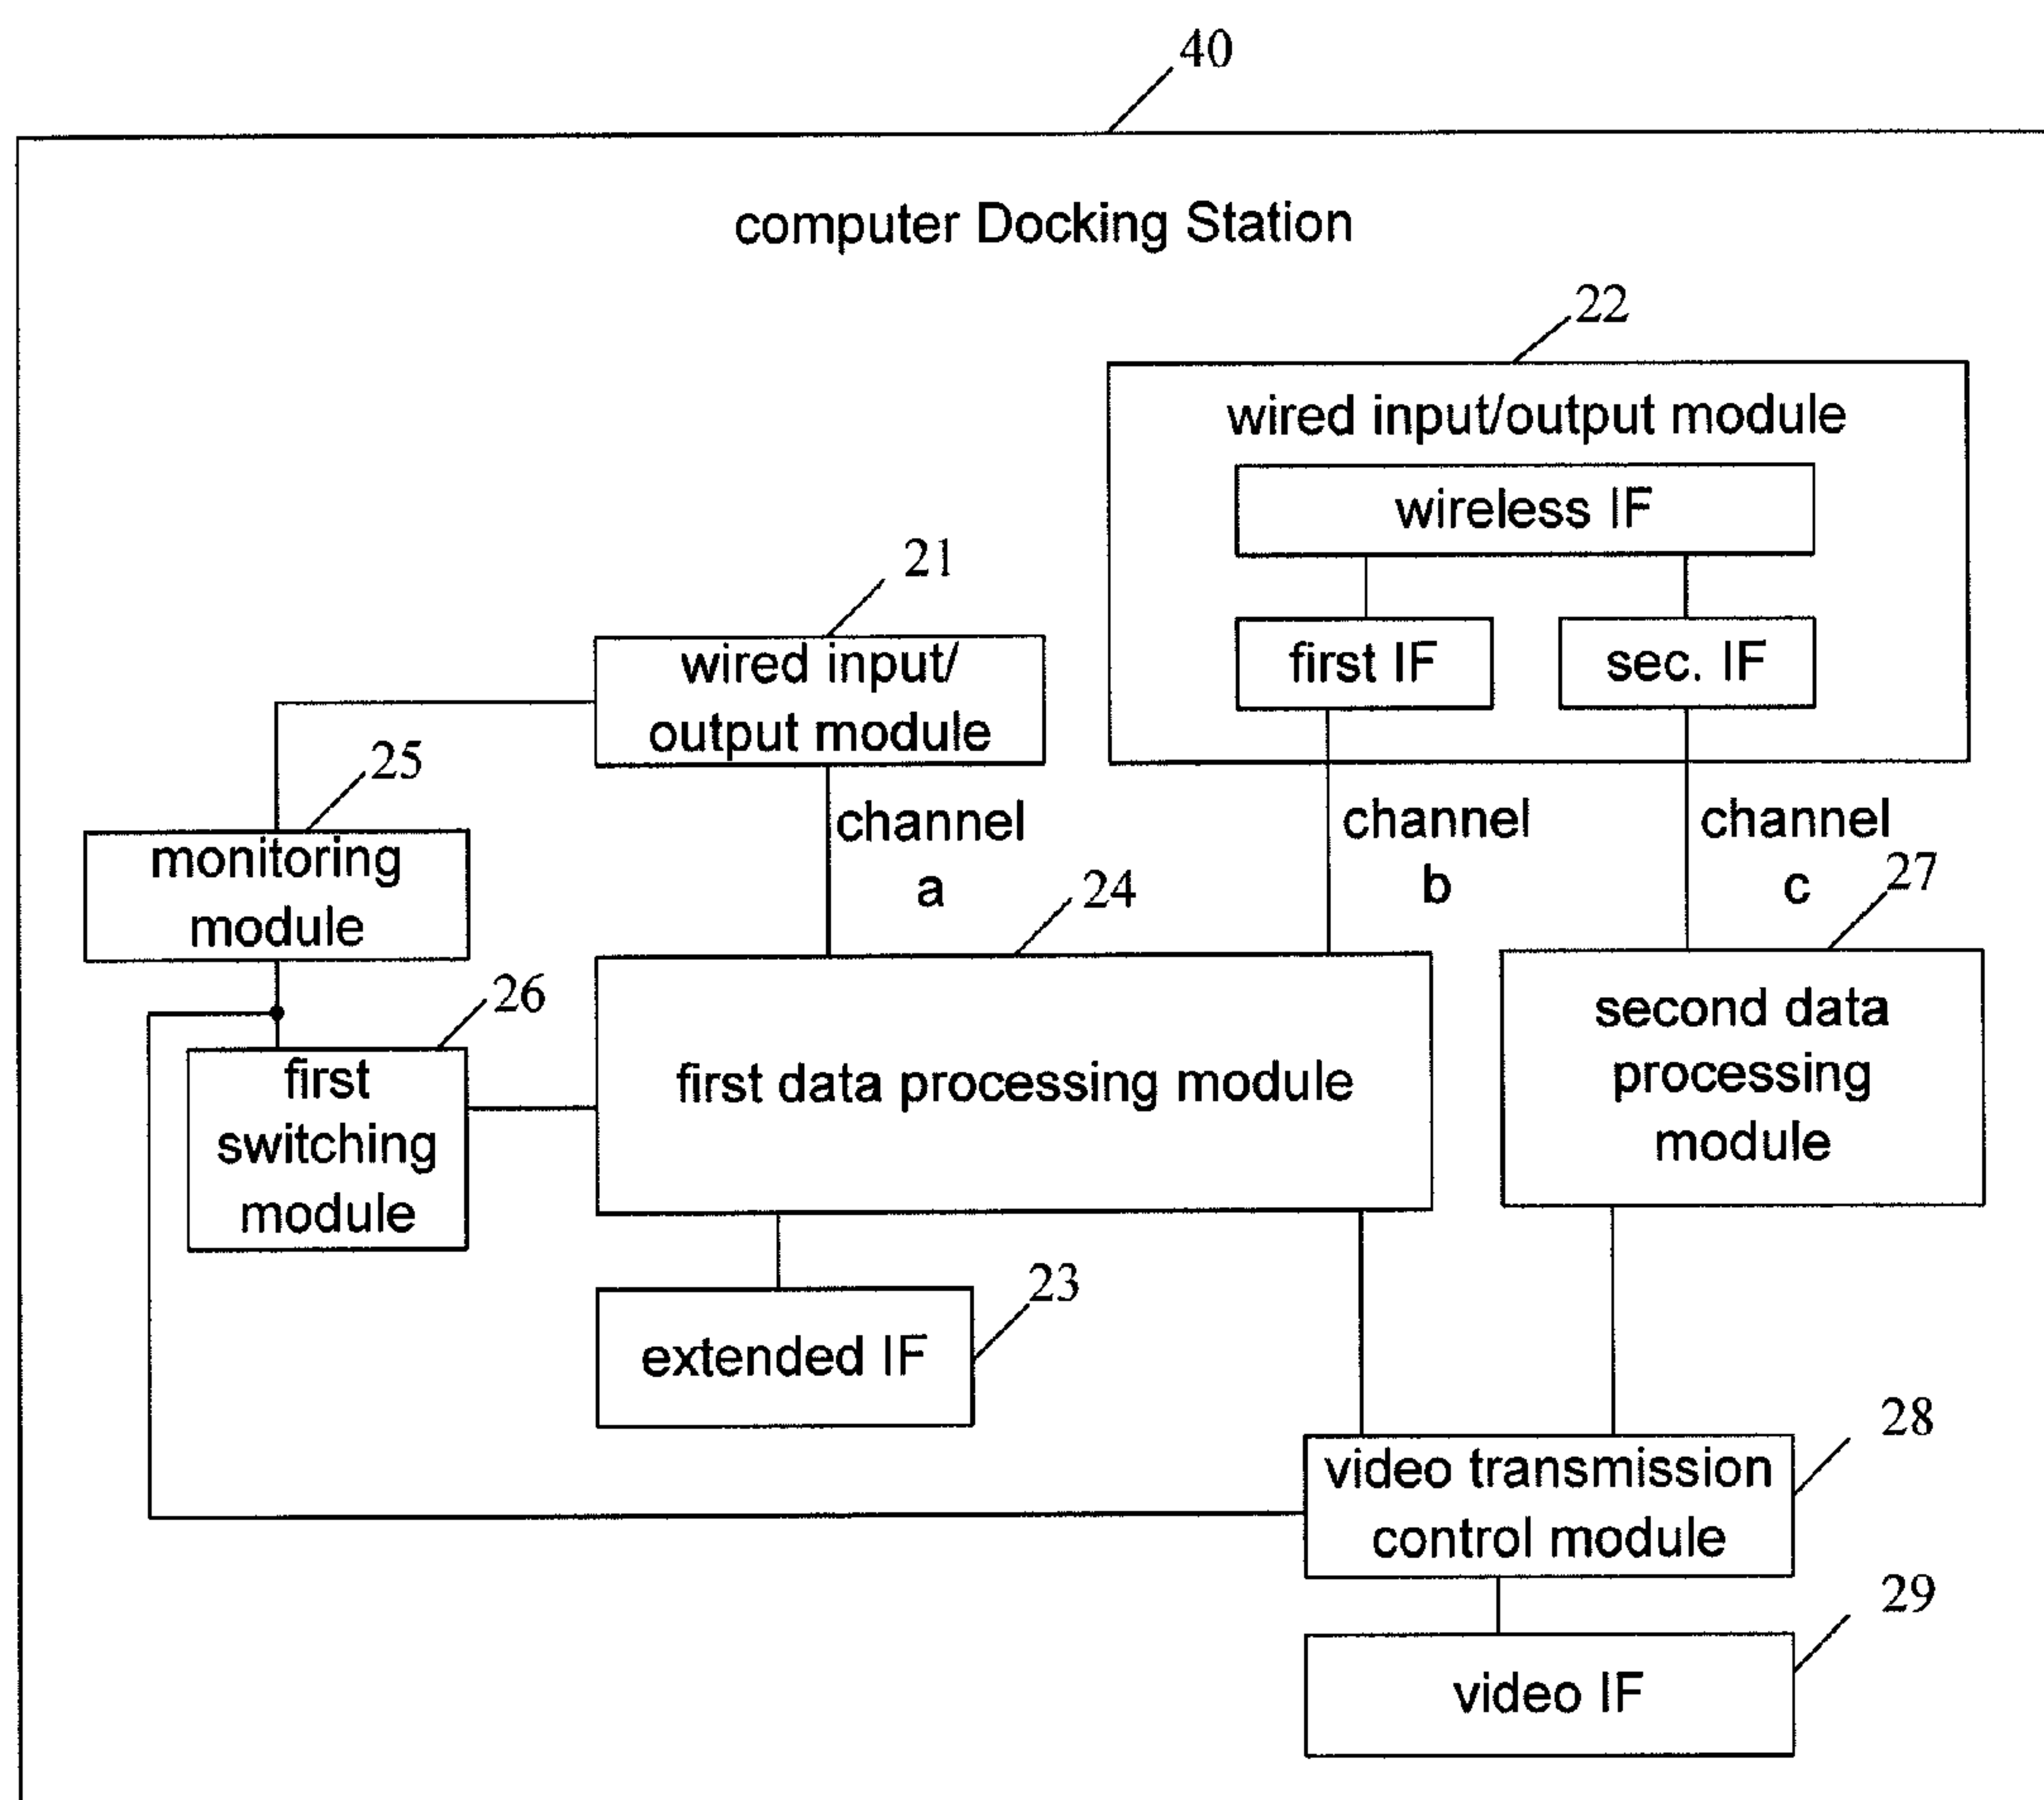 40
computer Docking Station
22
wired input/output module
wireless IF
first IF
sec. IF
21
wired input/
output module
25
monitoring
module
channel
a
channel
b
channel
c
24
27
26
first
switching
module
first data processing module
second data
processing
module
23
extended IF
28
video transmission
control module
29
video IF